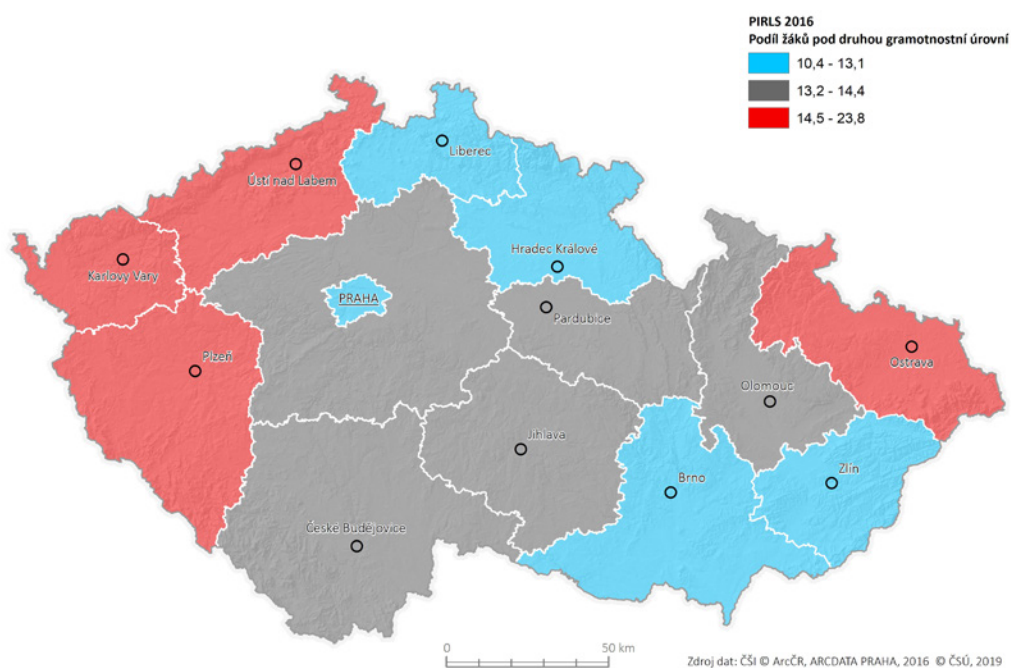 PIRLS 2016
Podíl žáků pod druhou gramotnostní úrovní
10,4 - 13,1
13,2 - 14,4
14,5 - 23,8
Liberec
Ústí nad Labem
Hradec Králové
Karlovy Vary
PRAHA
Pardubice
Plzeň
Ostrava
Olomouc
Jihlava
Zlín
Brno
České Budějovice
0 50 km
Zdroj dat: ČŠI © ArcČR, ARCDATA PRAHA, 2016 © ČSÚ, 2019